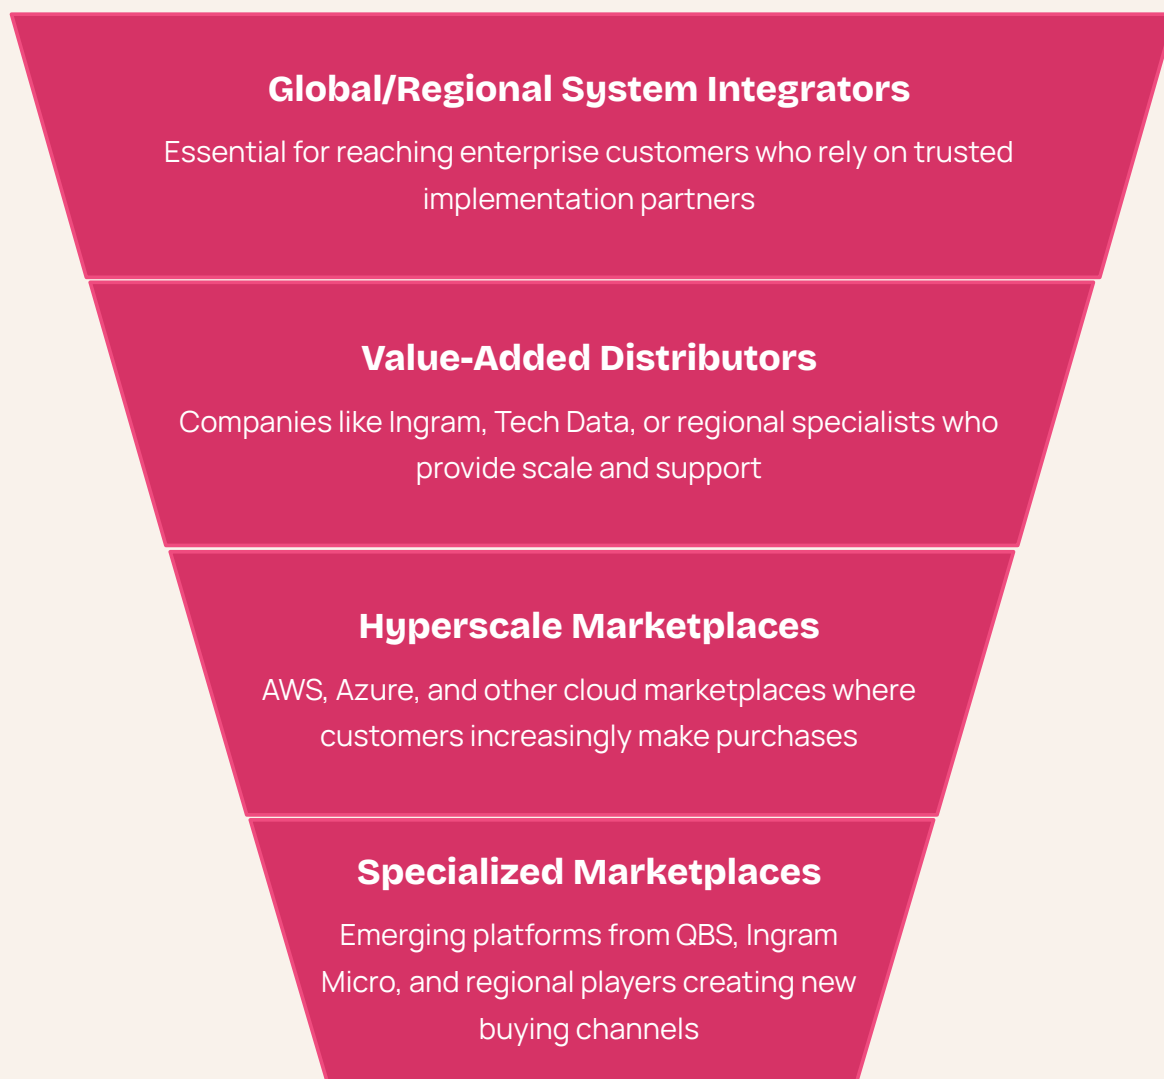 Global/Regional System Integrators
Essential for reaching enterprise customers who rely on trusted
implementation partners
Value-Added Distributors
Companies like Ingram, Tech Data, or regional specialists who
provide scale and support
Hyperscale Marketplaces
AWS, Azure, and other cloud marketplaces where
customers increasingly make purchases
Specialized Marketplaces
Emerging platforms from QBS, Ingram
Micro, and regional players creating new
buying channels